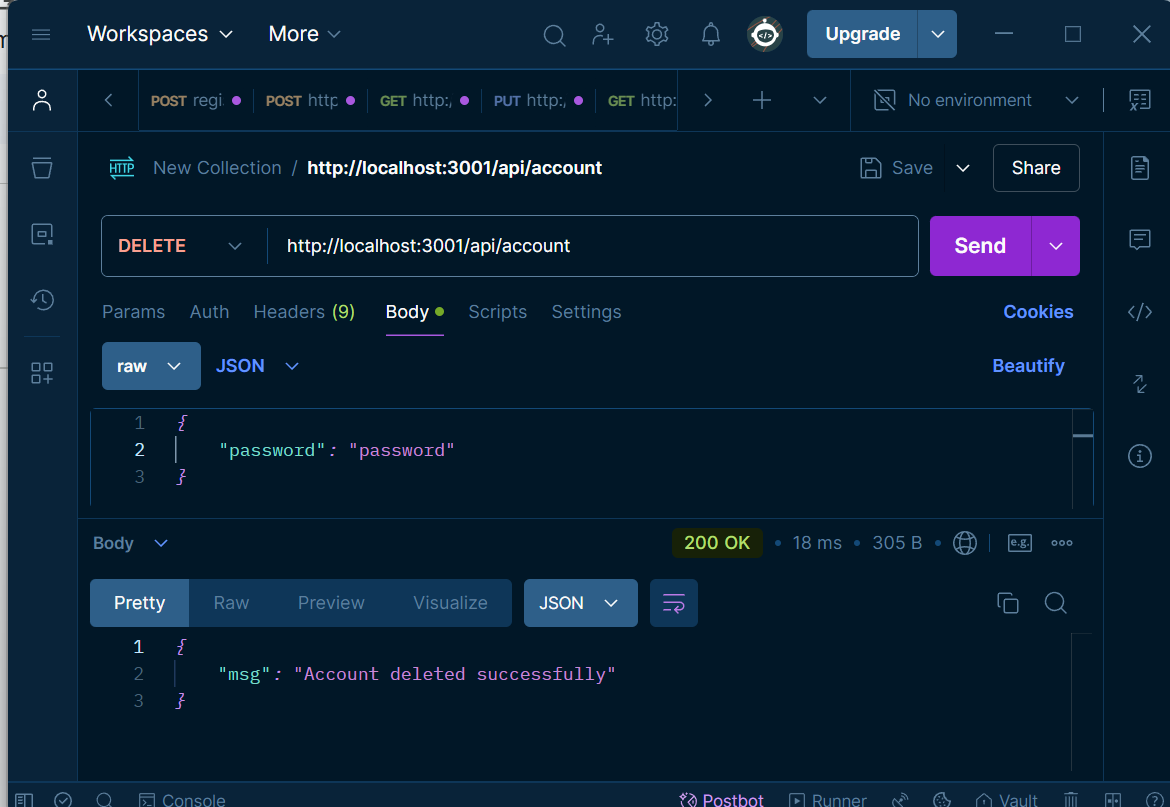 Workspaces More Upgrade
POST regi POST http GET http:/ PUT http:/ GET http: No environment
HTTP New Collection / http://localhost:3001/api/account Save Share
DELETE http://localhost:3001/api/account Send
Params Auth Headers (9) Body Scripts Settings Cookies
raw JSON Beautify
1 {
2 "password": "password"
3 }
Body 200 OK • 18 ms • 305 B • e.g.
Pretty Raw Preview Visualize JSON
1 {
2 "msg": "Account deleted successfully"
3 }
Console Postbot Runner Vault